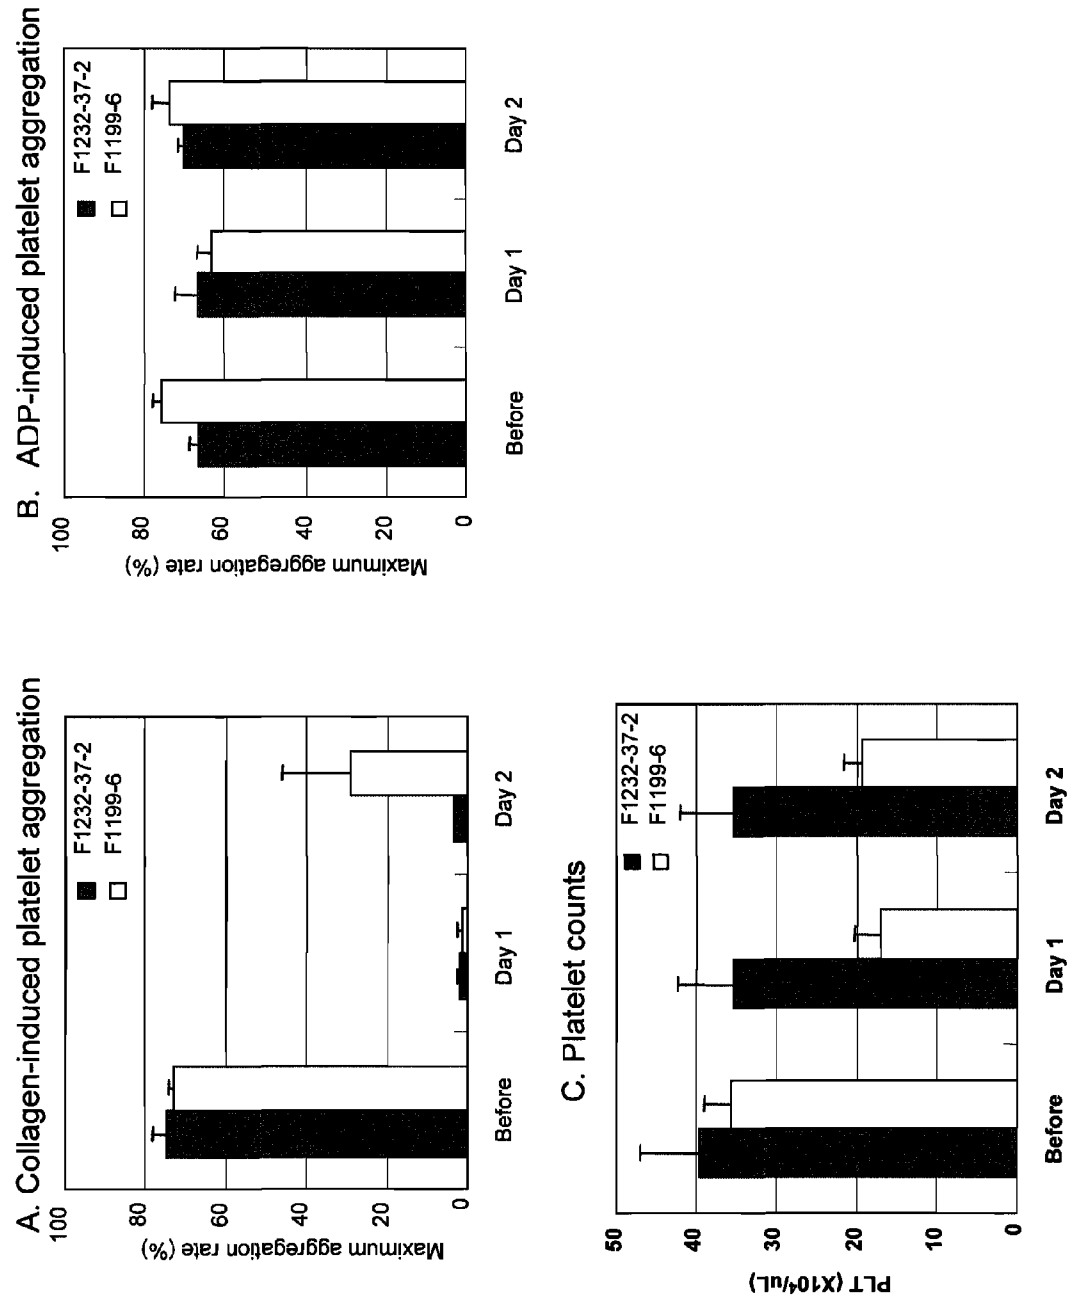 A. Collagen-induced platelet aggregation
Maximum aggregation rate (%)
100
80
60
40
20
0
F1232-37-2
F1199-6
Before
Day 1
Day 2
B. ADP-induced platelet aggregation
Maximum aggregation rate (%)
100
80
60
40
20
0
F1232-37-2
F1199-6
Before
Day 1
Day 2
C. Platelet counts
PLT (X10⁴/uL)
50
40
30
20
10
0
F1232-37-2
F1199-6
Before
Day 1
Day 2